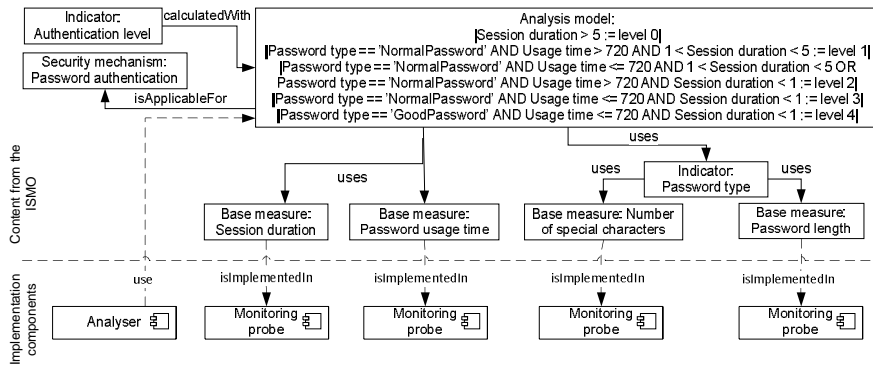 Indicator:
Authentication level
calculatedWith
Security mechanism:
Password authentication
isApplicableFor
Analysis model:
|Session duration > 5 := level 0|
|Password type == 'NormalPassword' AND Usage time > 720 AND 1 < Session duration < 5 := level 1|
|Password type == 'NormalPassword' AND Usage time <= 720 AND 1 < Session duration < 5 OR
Password type == 'NormalPassword' AND Usage time > 720 AND Session duration < 1 := level 2|
|Password type == 'NormalPassword' AND Usage time <= 720 AND Session duration < 1 := level 3|
|Password type == 'GoodPassword' AND Usage time <= 720 AND Session duration < 1 := level 4|
Content from the
ISMO
uses
uses
uses
Indicator:
Password type
uses
Base measure:
Session duration
Base measure:
Password usage time
Base measure: Number
of special characters
Base measure:
Password length
use
isImplementedIn
isImplementedIn
isImplementedIn
isImplementedIn
Implementation
components
Analyser
Monitoring
probe
Monitoring
probe
Monitoring
probe
Monitoring
probe